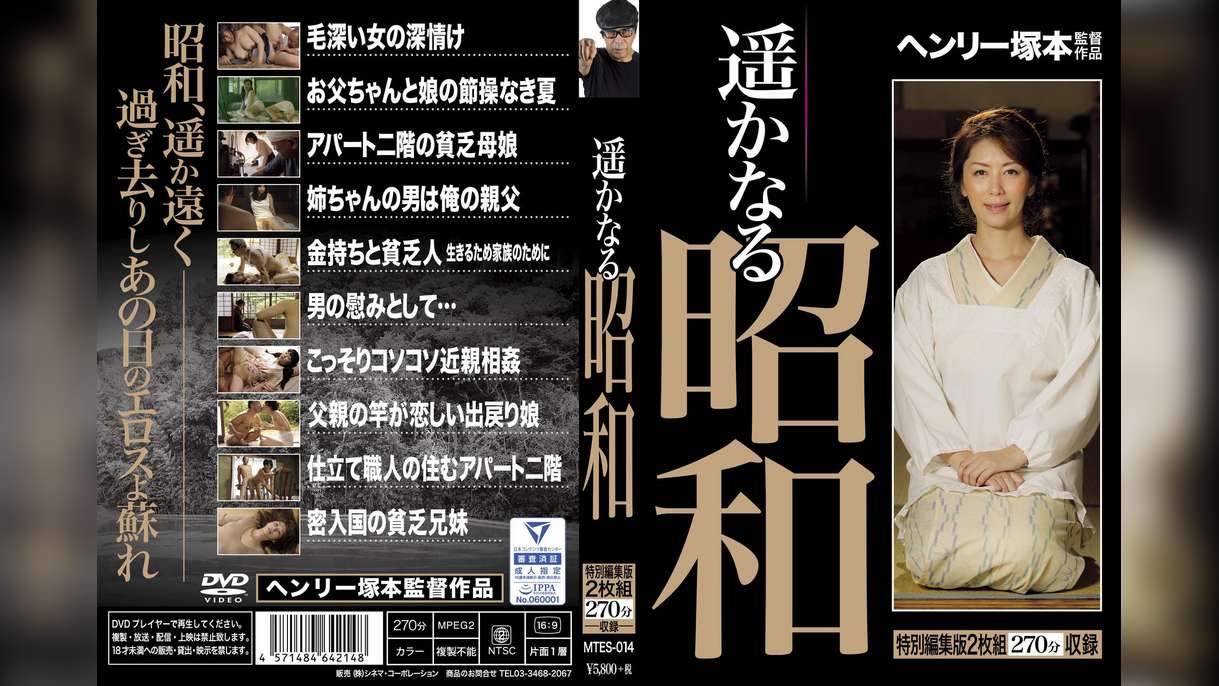 昭和、遥か遠く
過ぎ去りしあの日のエロスよ蘇れ
毛深い女の深情け
お父ちゃんと娘の節操なき夏
アパート二階の貧乏母娘
姉ちゃんの男は俺の親父
金持ちと貧乏人 生きるため家族のために
男の慰みとして…
こっそりコソコソ近親相姦
父親の竿が恋しい出戻り娘
仕立て職人の住むアパート二階
密入国の貧乏兄妹
DVD
VIDEO
ヘンリー塚本監督作品
日本コンテンツ審査センター
審査済証
成人指定
IPPA
No.060001
DVDプレイヤーで再生してください。
複製・放送・配信・上映は禁止致します。
18才未満への販売・貸出・映示を禁じます。
4 571484 642148
270分
MPEG2
カラー
複製不能
2
NTSC
16:9
片面1層
販売 (株)シネマ・コーポレーション 商品のお問合せ TEL03-3468-2067
遥かなる
昭和
特別編集版
2枚組
270分
収録
MTES-014
¥5,800+税
遥かなる
昭和
ヘンリー塚本監督作品
特別編集版2枚組 270分 収録